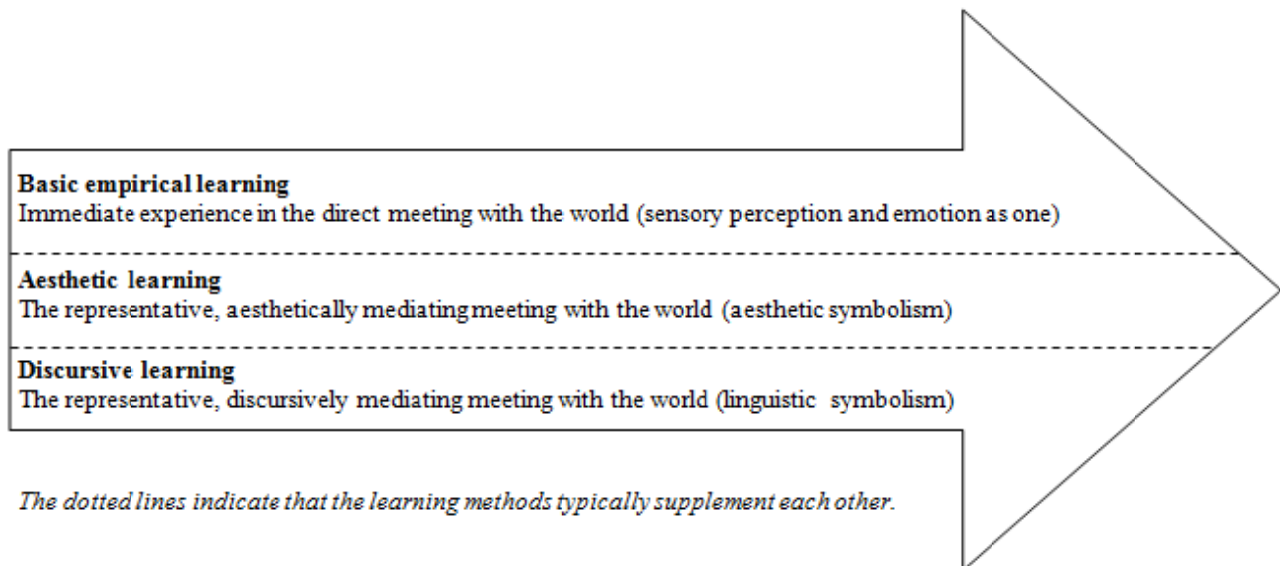 Basic empirical learning
Immediate experience in the direct meeting with the world (sensory perception and emotion as one)
Aesthetic learning
The representative, aesthetically mediating meeting with the world (aesthetic symbolism)
Discursive learning
The representative, discursively mediating meeting with the world (linguistic symbolism)
The dotted lines indicate that the learning methods typically supplement each other.